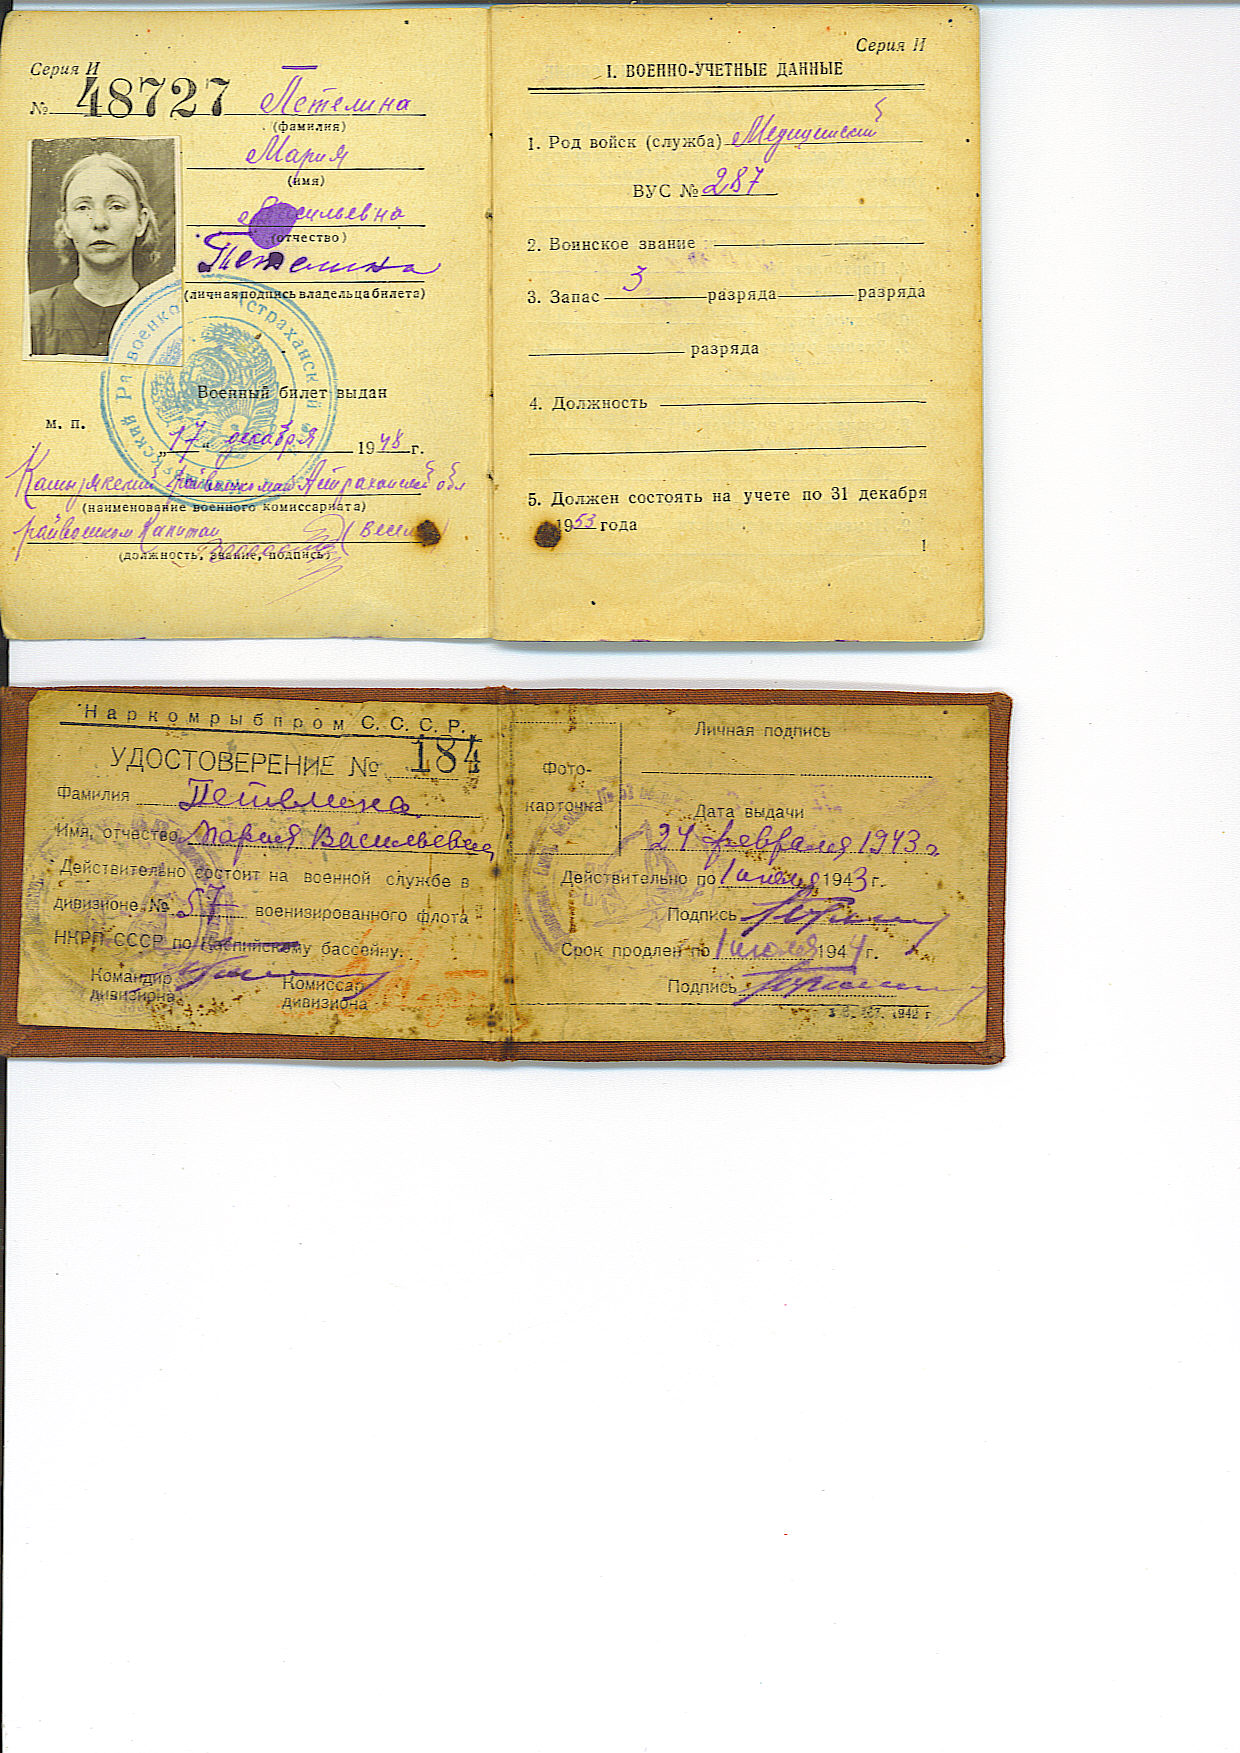 Серия И
№ 48727 Петелина
(фамилия)
Мария
(имя)
Васильевна
(отчество)
Петелина
(личная подпись владельца билета)
Военный билет выдан
м. п.
„17“ декабря 1948 г.
райвоенкомат Астраханской обл
(наименование военного комиссариата)
райвоенком Капитан
(должность, звание, подпись)
Серия И
I. ВОЕННО-УЧЕТНЫЕ ДАННЫЕ
1. Род войск (служба) Медицинский
ВУС № 287
2. Воинское звание
3. Запас 3 разряда разряда
разряда
4. Должность
5. Должен состоять на учете по 31 декабря
1953 года
1
Наркомрыбпром С. С. С. Р.
УДОСТОВЕРЕНИЕ № 184
Фамилия Петелина
Имя, отчество Мария Васильевна
Действительно состоит на военной службе в
дивизионе № 57 военизированного флота
НКРП СССР по Каспийскому бассейну.
Командир Комиссар
дивизиона дивизиона
Фото-
карточка
Личная подпись
Дата выдачи
24 февраля 1943 г.
Действительно по 1 июля 1943 г.
Подпись
Срок продлен по 1 июля 1944 г.
Подпись